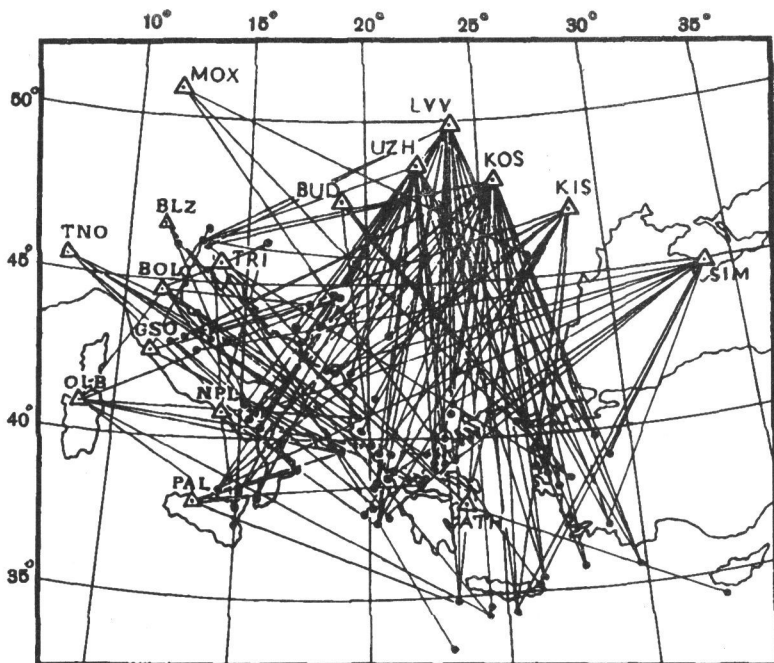 10° 15° 20° 25° 30° 35°
50°
MOX
LVV
UZH
KOS
BUD
KIS
BLZ
TNO
TRI
45°
BOL
SIM
GSO
OLB
NPL
40°
PAL
ATH
35°